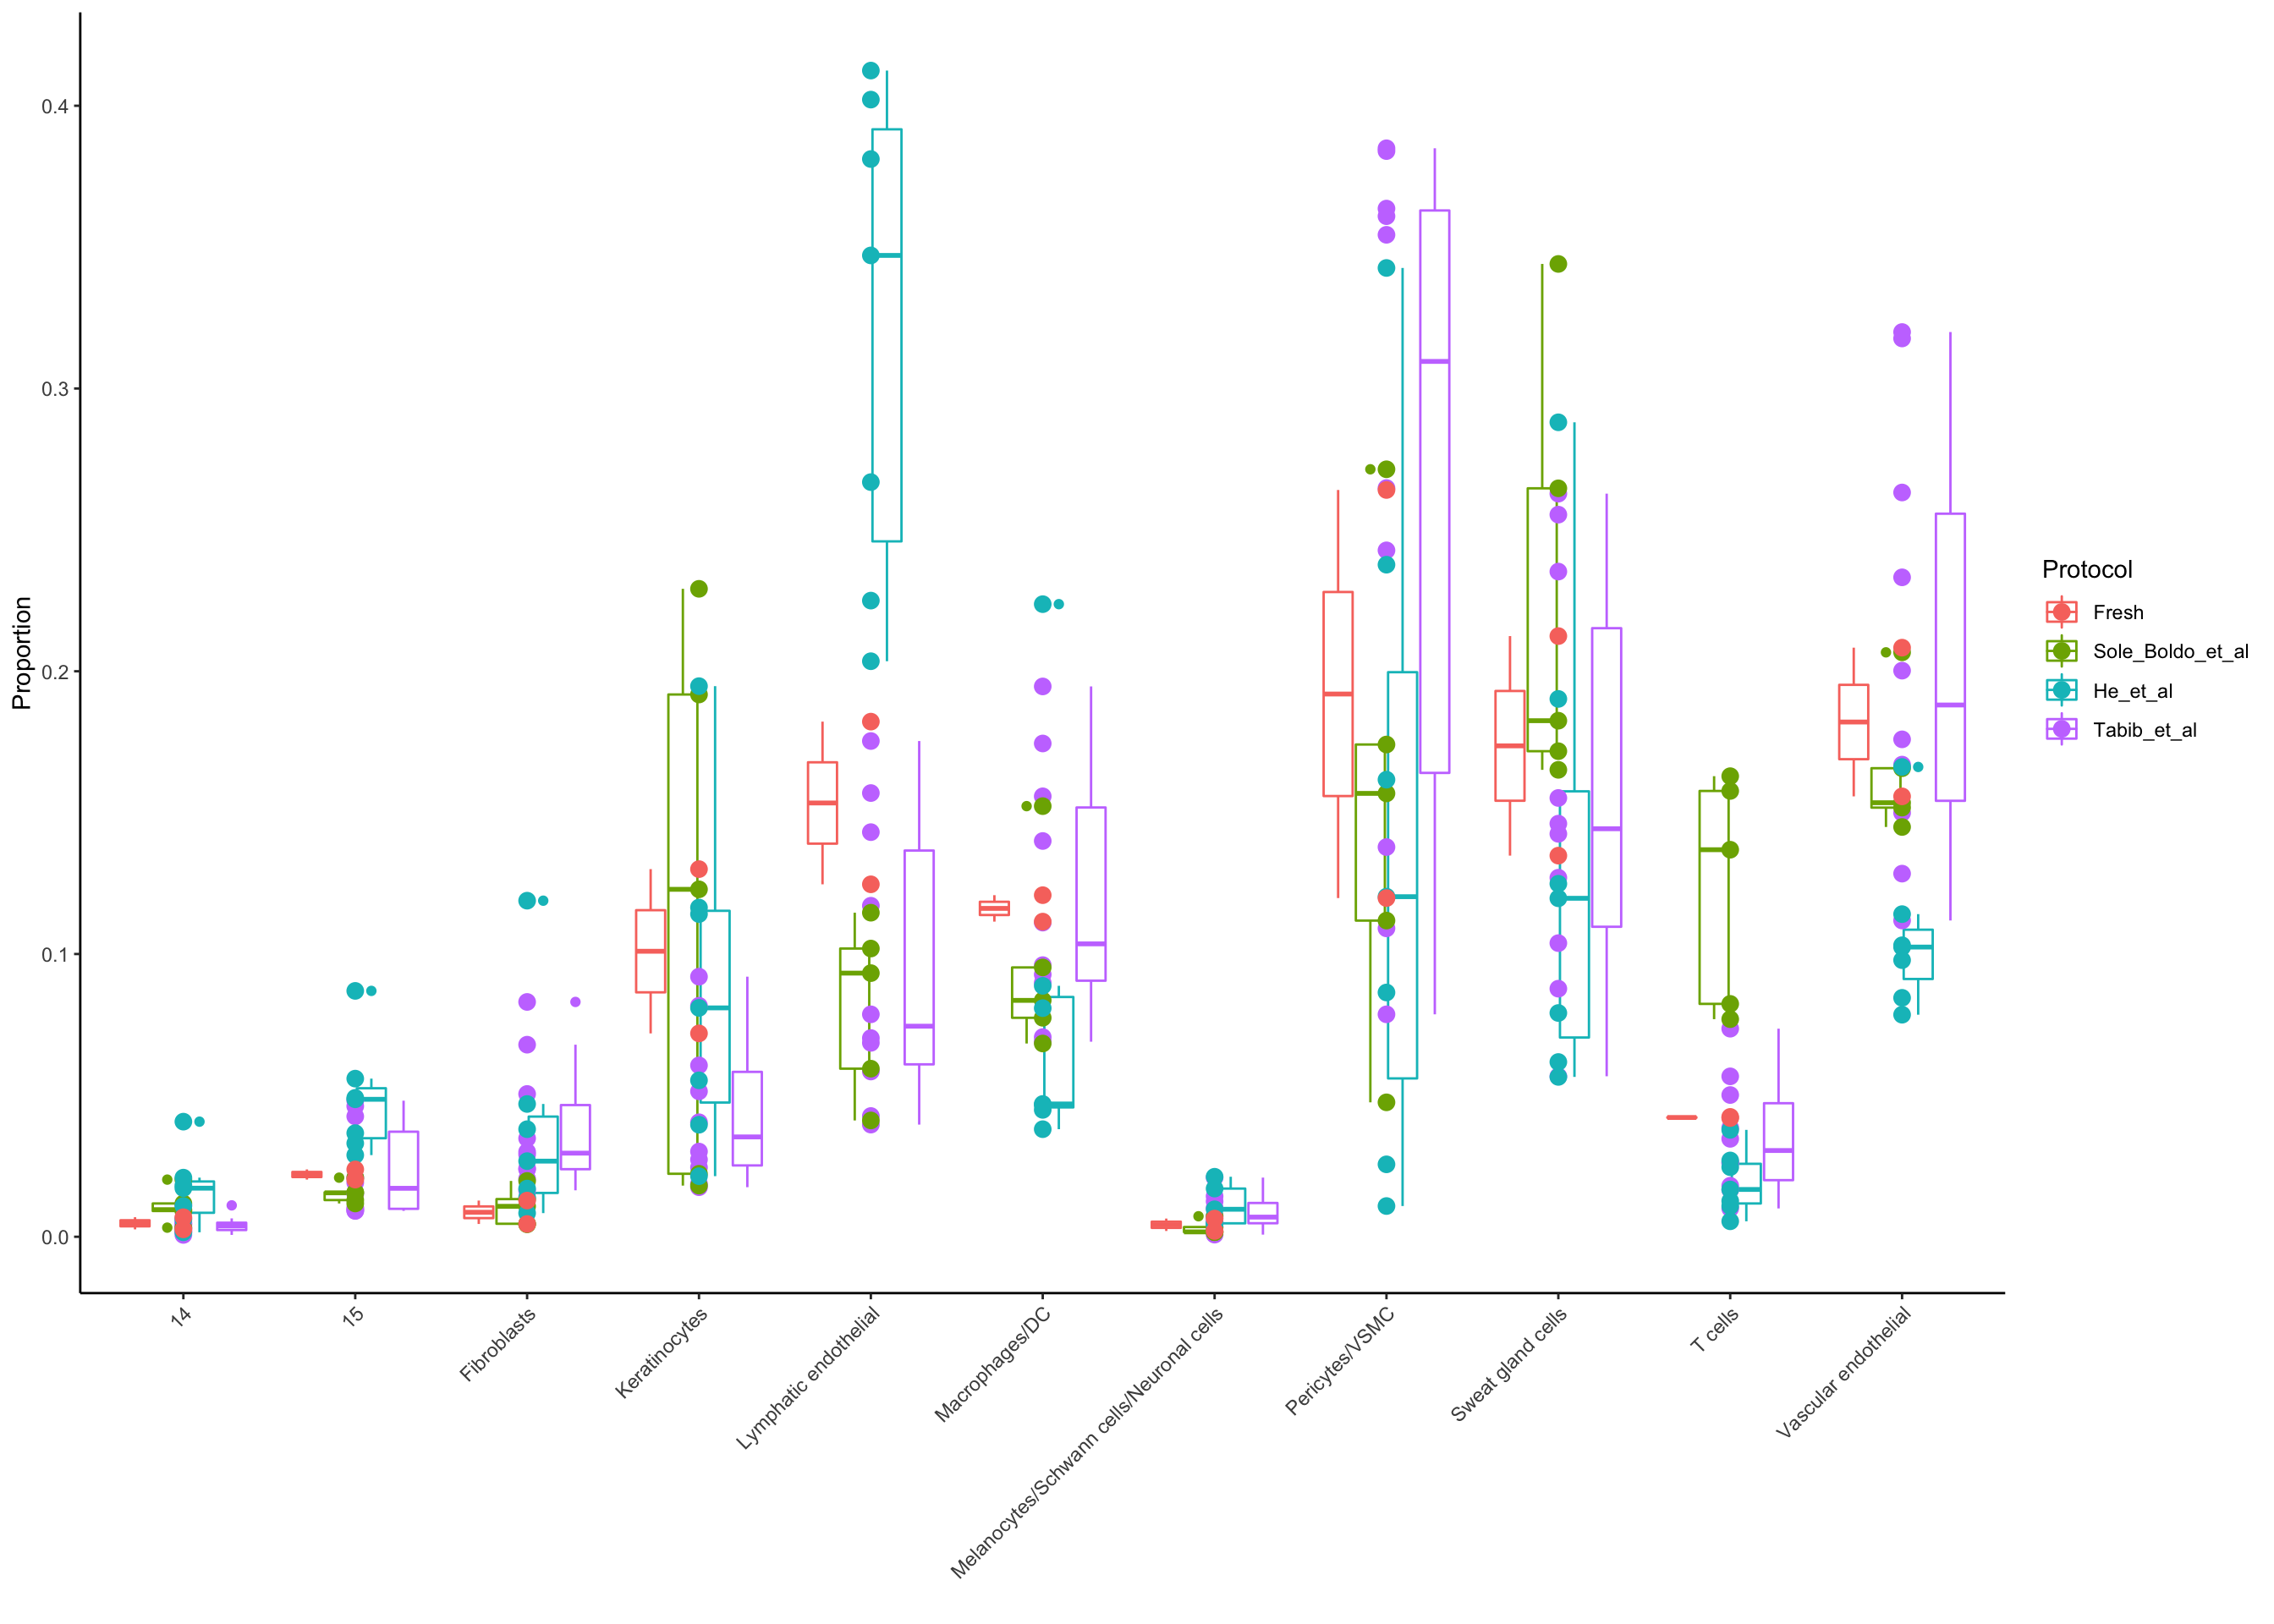 Proportion
0.4
0.3
0.2
0.1
0.0
14
15
Fibroblasts
Keratinocytes
Lymphatic endothelial
Macrophages/DC
Melanocytes/Schwann cells/Neuronal cells
Pericytes/VSMC
Sweat gland cells
T cells
Vascular endothelial
Protocol
Fresh
Sole_Boldo_et_al
He_et_al
Tabib_et_al